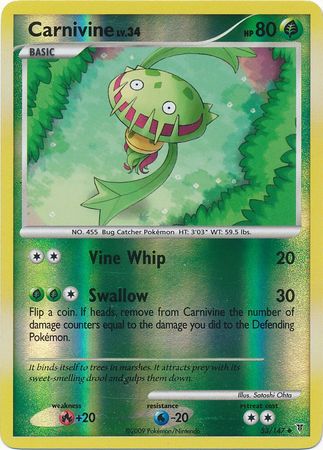 Carnivine LV.34 HP 80
BASIC
NO. 455 Bug Catcher Pokémon HT: 3'03" WT: 59.5 lbs.
Vine Whip 20
Swallow 30
Flip a coin. If heads, remove from Carnivine the number of
damage counters equal to the damage you did to the Defending
Pokémon.
It binds itself to trees in marshes. It attracts prey with its
sweet-smelling drool and gulps them down.
Illus. Satoshi Ohta
weakness resistance retreat cost
+20 -20
©2009 Pokémon/Nintendo 53/147